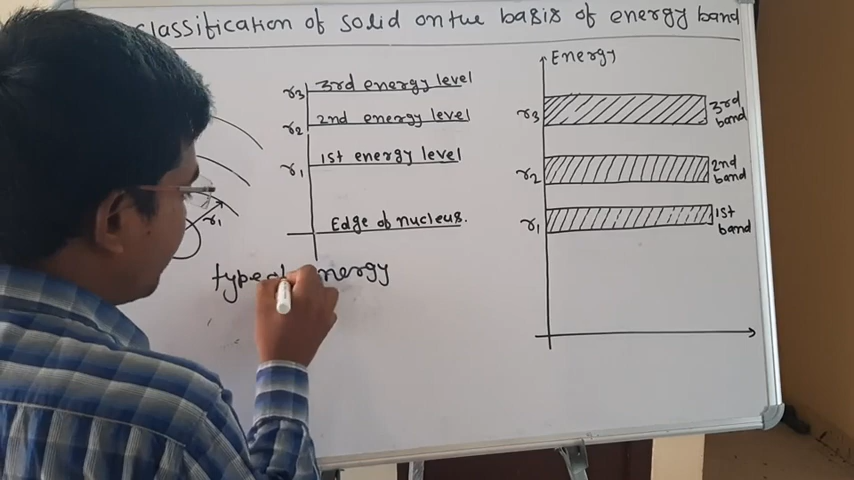 classification of solid on the basis of energy band
r3 3rd energy level
r2 2nd energy level
r1 1st energy level
Edge of nucleus.
r1
Energy
r3 3rd band
r2 2nd band
r1 1st band
energy